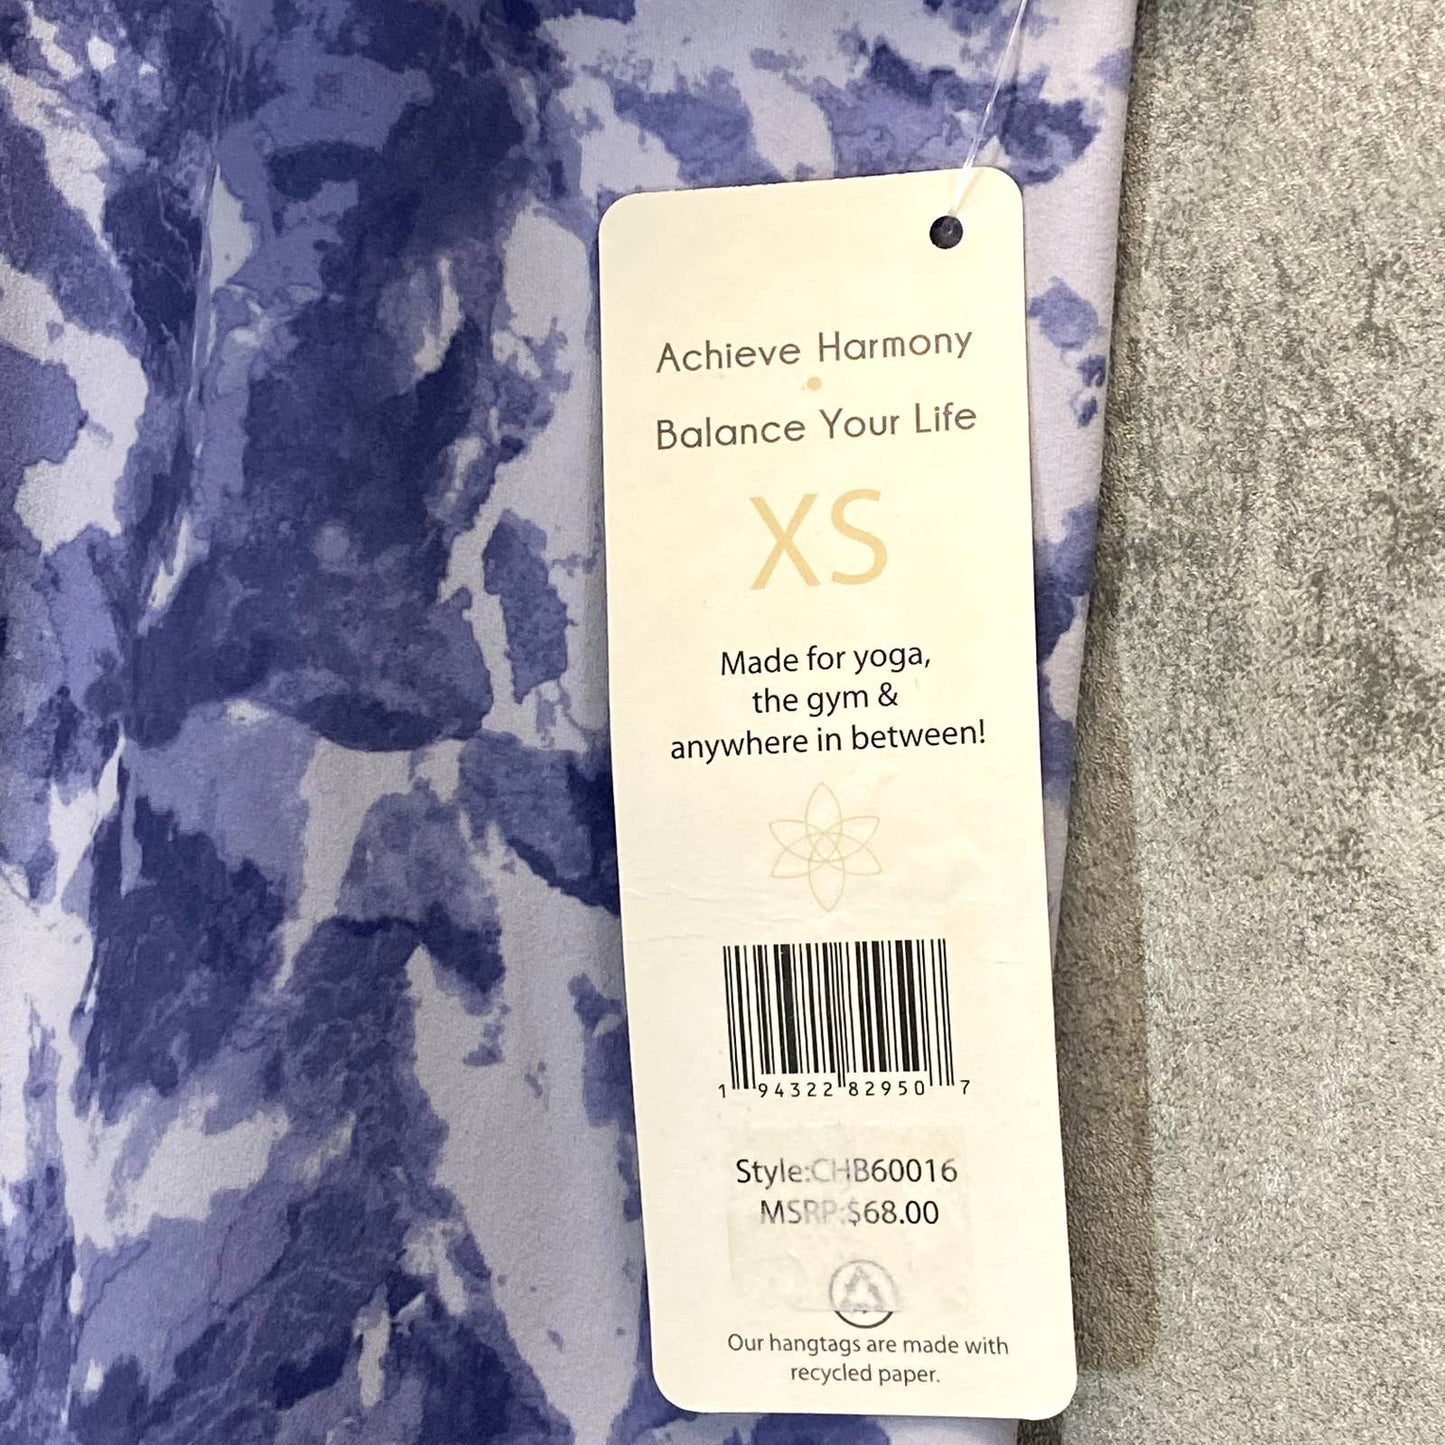 Achieve Harmony
Balance Your Life
XS
Made for yoga,
the gym &
anywhere in between!
1 94322 82950 7
Style:CHB60016
MSRP:$68.00
Our hangtags are made with
recycled paper.